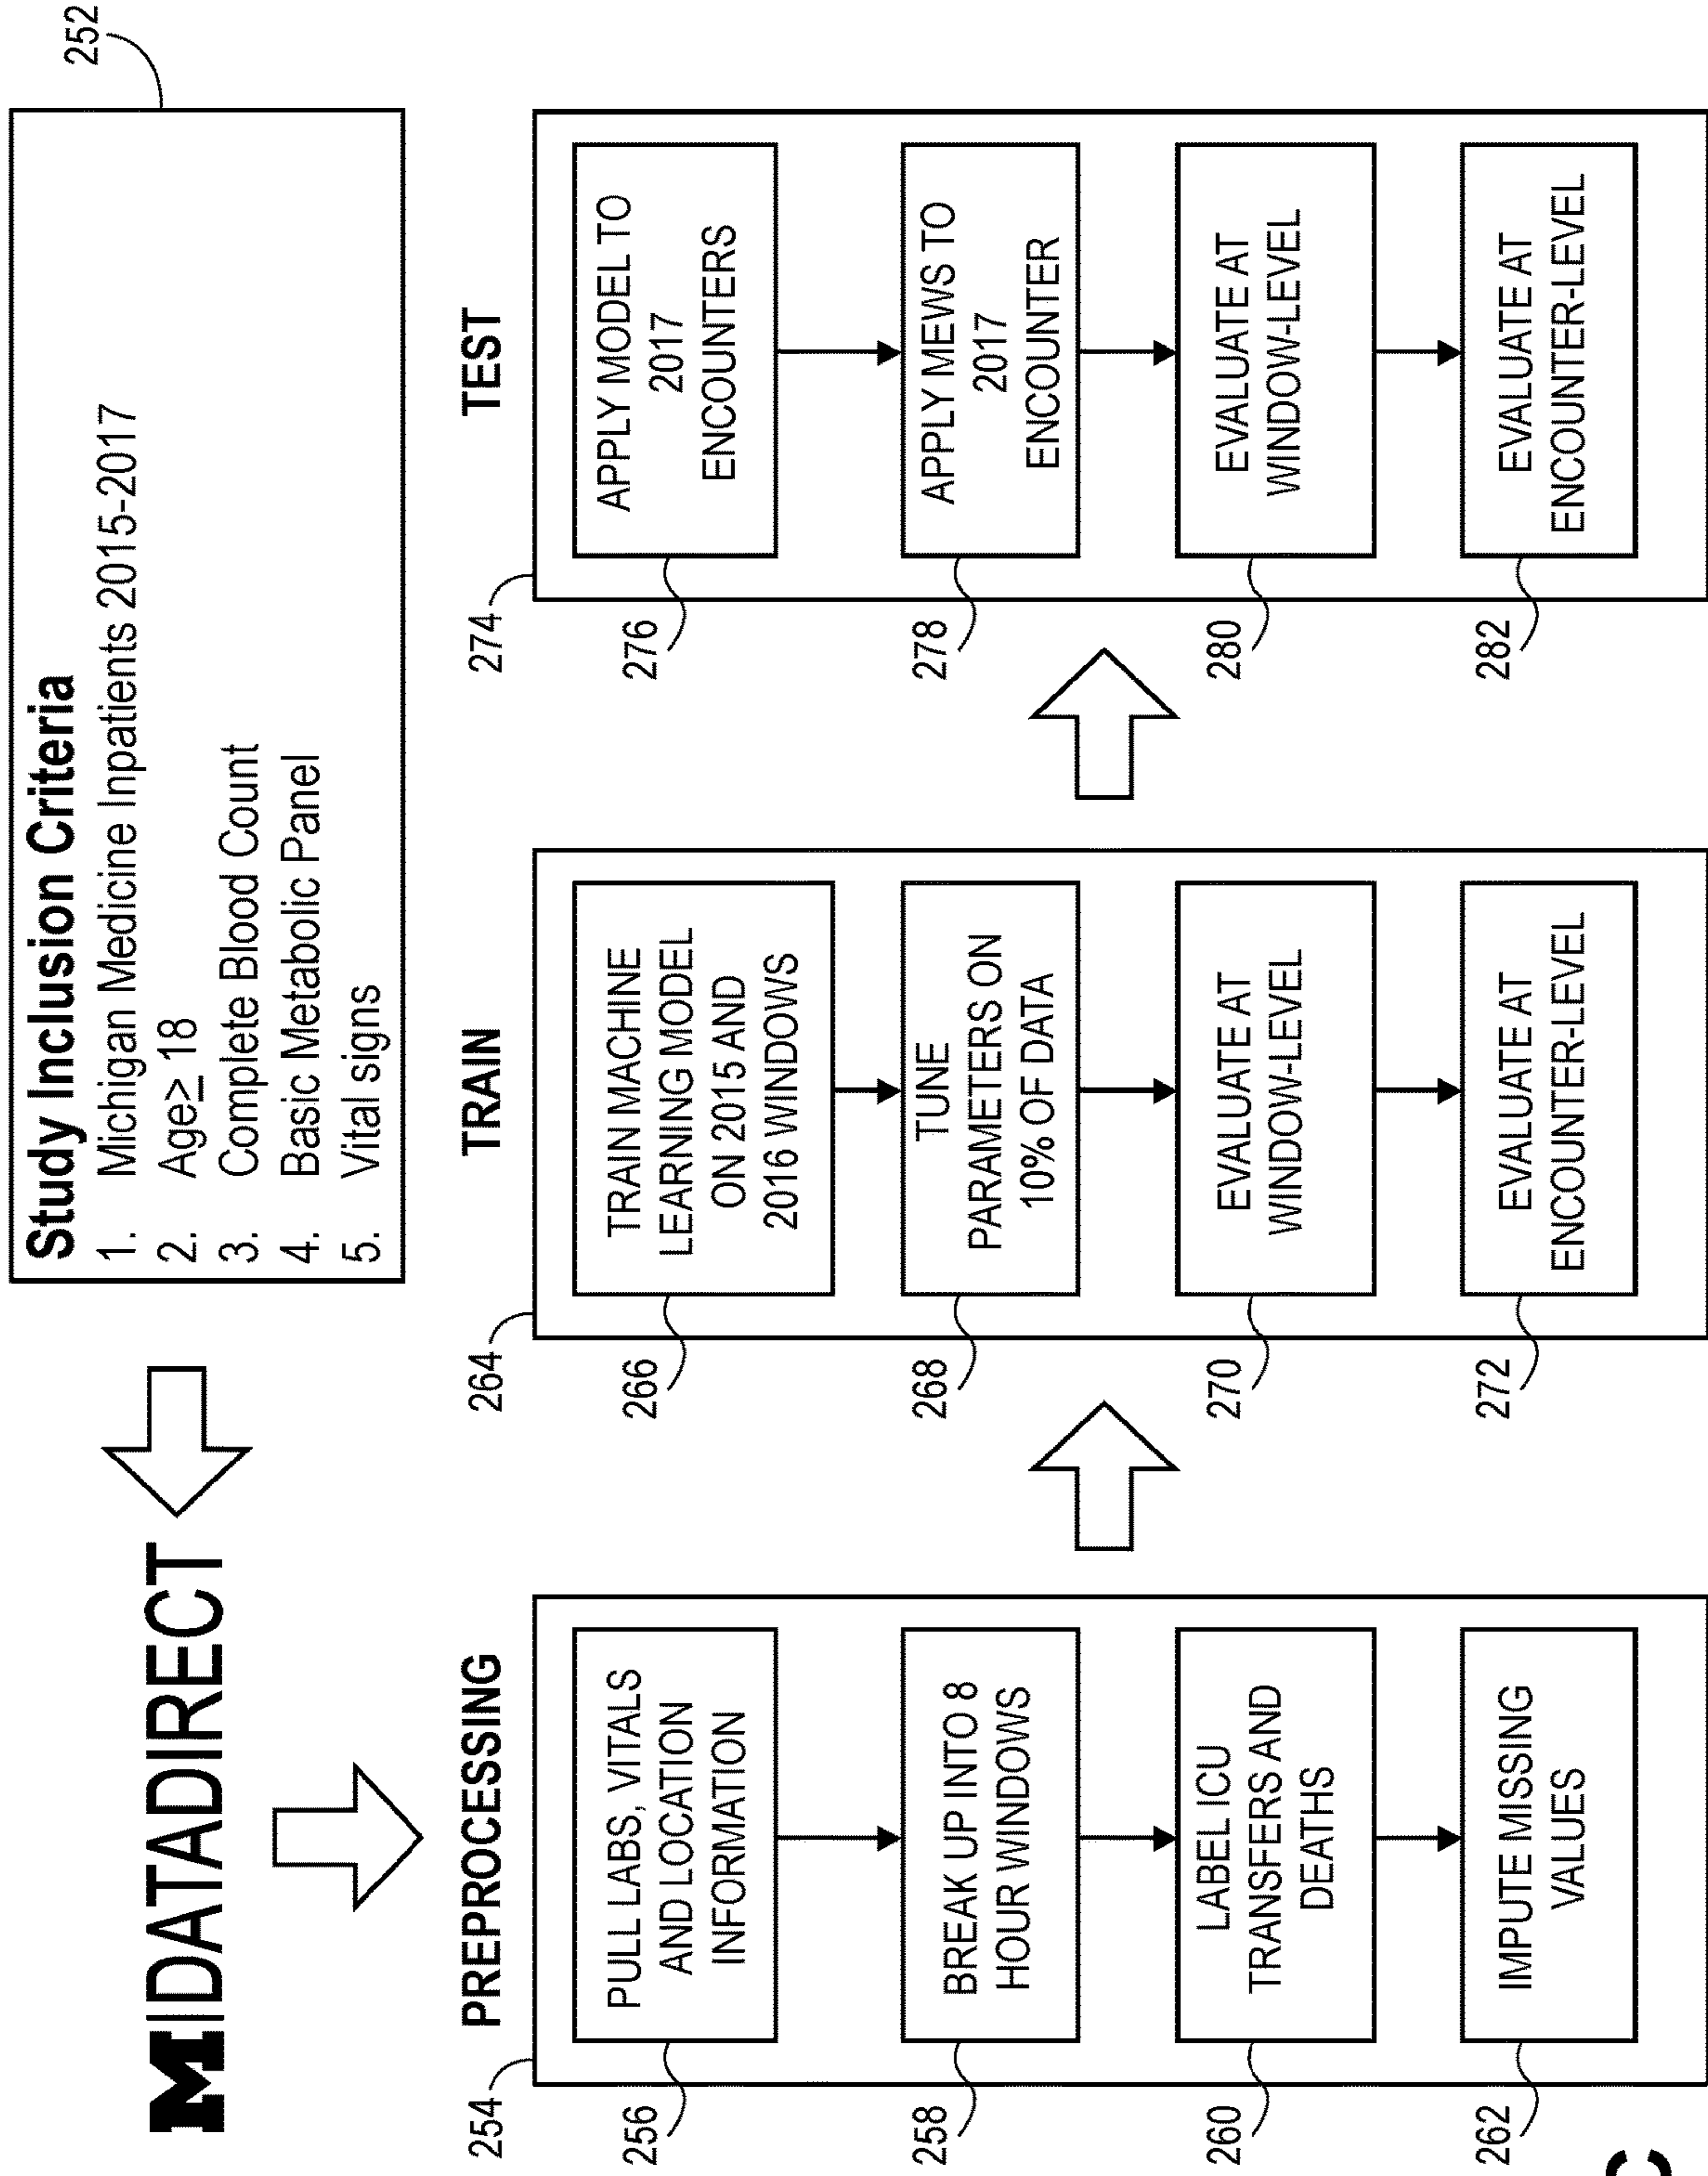 M|DATADIRECT
Study Inclusion Criteria
1. Michigan Medicine Inpatients 2015-2017
2. Age≥ 18
3. Complete Blood Count
4. Basic Metabolic Panel
5. Vital signs
252
PREPROCESSING
254
PULL LABS, VITALS
AND LOCATION
INFORMATION
256
BREAK UP INTO 8
HOUR WINDOWS
258
LABEL ICU
TRANSFERS AND
DEATHS
260
IMPUTE MISSING
VALUES
262
TRAIN
264
TRAIN MACHINE
LEARNING MODEL
ON 2015 AND
2016 WINDOWS
266
TUNE
PARAMETERS ON
10% OF DATA
268
EVALUATE AT
WINDOW-LEVEL
270
EVALUATE AT
ENCOUNTER-LEVEL
272
TEST
274
APPLY MODEL TO
2017
ENCOUNTERS
276
APPLY MEWS TO
2017
ENCOUNTER
278
EVALUATE AT
WINDOW-LEVEL
280
EVALUATE AT
ENCOUNTER-LEVEL
282